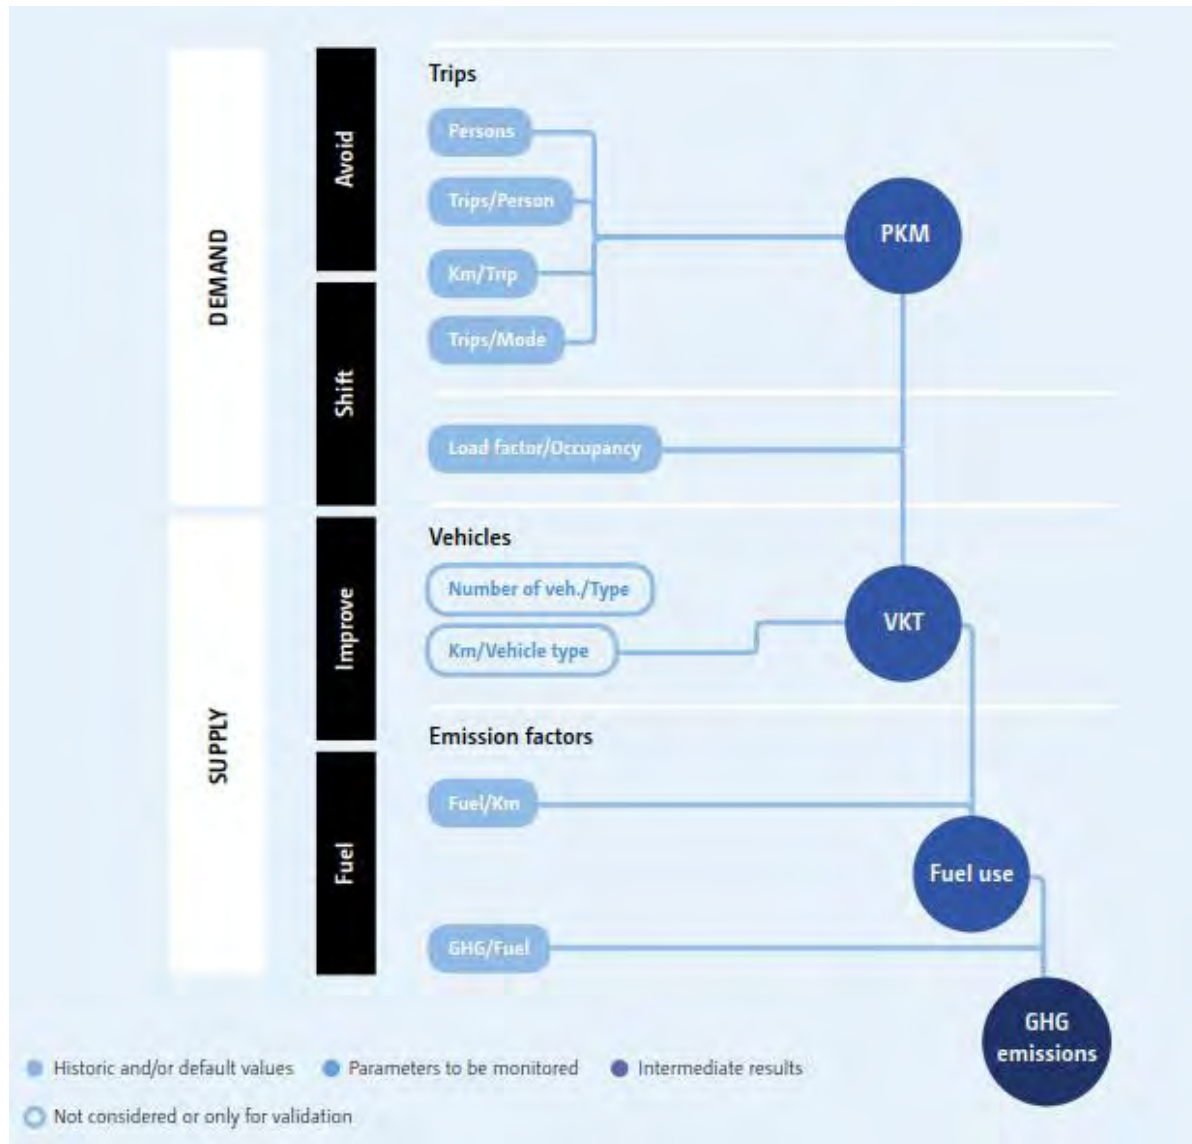 DEMAND
SUPPLY
Avoid
Shift
Improve
Fuel
Trips
Persons
Trips/Person
Km/Trip
Trips/Mode
PKM
Load factor/Occupancy
Vehicles
Number of veh./Type
Km/Vehicle type
VKT
Emission factors
Fuel/Km
Fuel use
GHG/Fuel
GHG
emissions
Historic and/or default values
Parameters to be monitored
Intermediate results
Not considered or only for validation